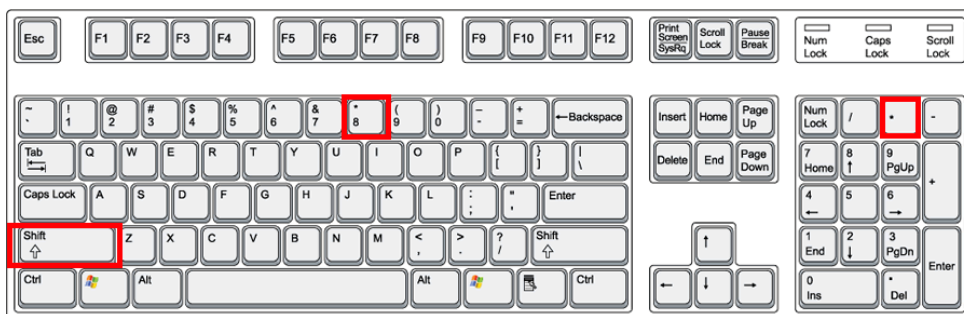 Esc F1 F2 F3 F4 F5 F6 F7 F8 F9 F10 F11 F12 Print Screen SysRq Scroll Lock Pause Break Num Lock Caps Lock Scroll Lock
~ ` ! 1 @ 2 # 3 $ 4 % 5 ^ 6 & 7 * 8 ( 9 ) 0 – - + = ←Backspace Insert Home Page Up Num Lock / * -
Tab Q W E R T Y U I O P { [ } ] | \ Delete End Page Down 7 Home 8 ↑ 9 PgUp +
Caps Lock A S D F G H J K L : ; " ' Enter 4 ← 5 6 →
Shift Z X C V B N M < , > . ? / Shift ↑ 1 End 2 ↓ 3 PgDn Enter
Ctrl Alt Alt Ctrl ← ↓ → 0 Ins . Del